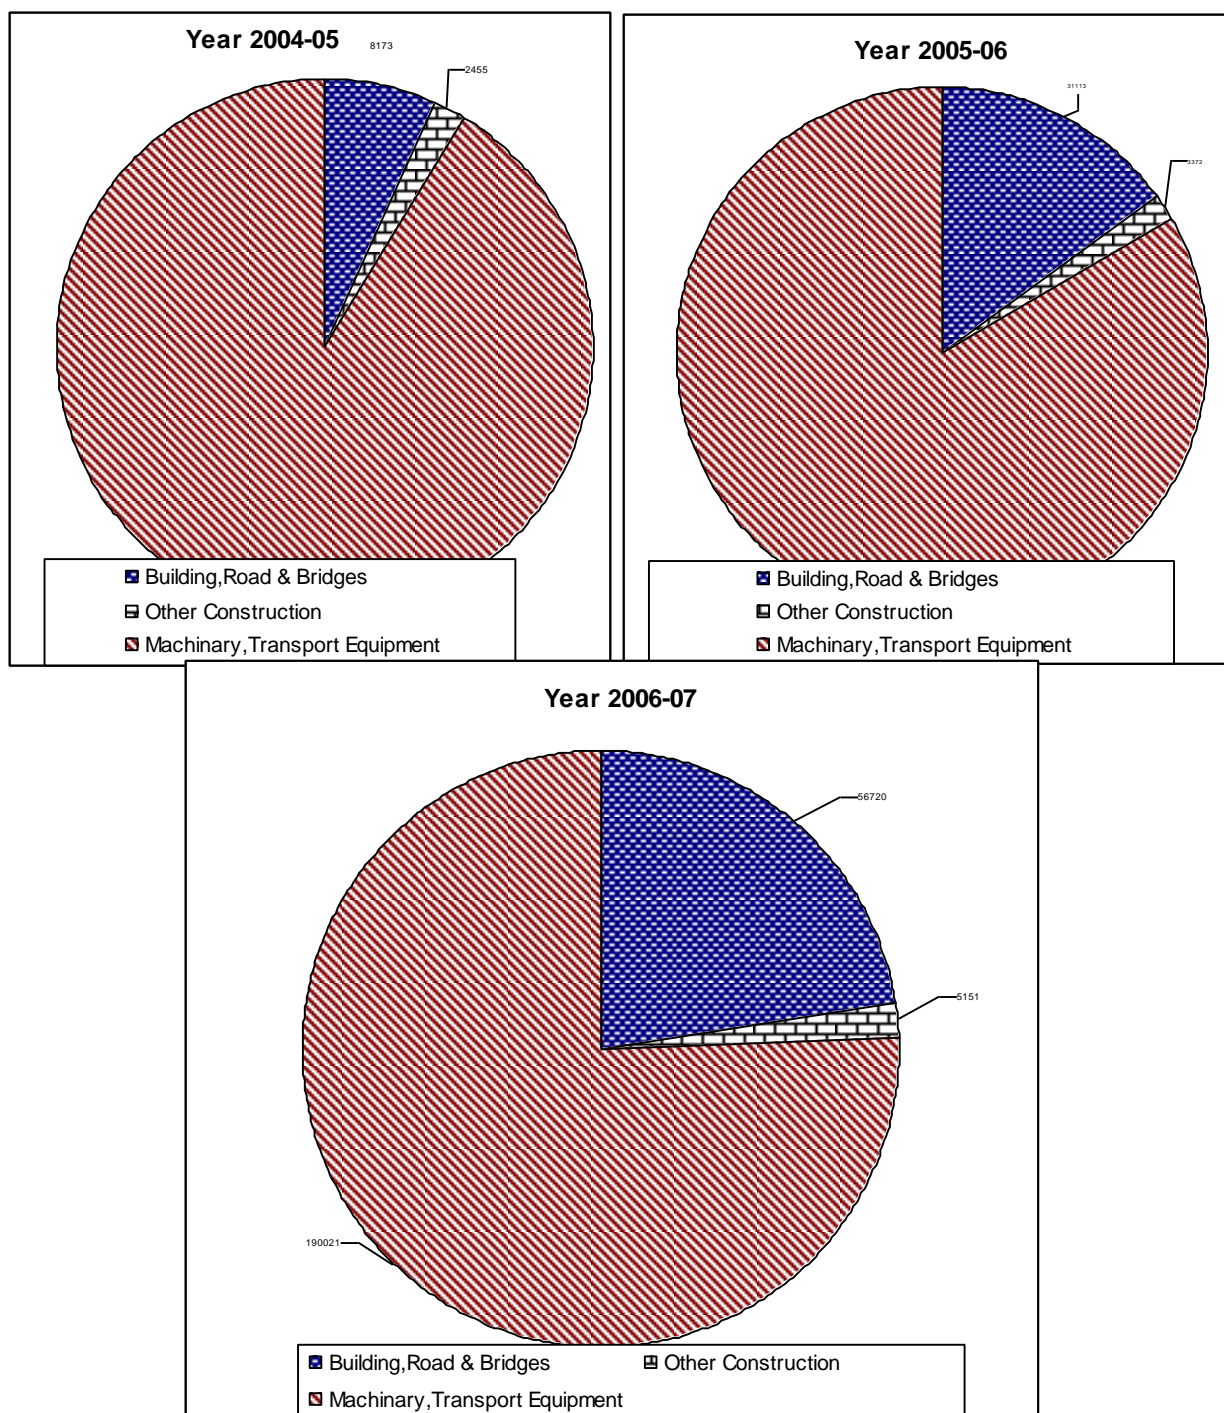 Year 2004-05
8173
2455
Building,Road & Bridges
Other Construction
Machinary,Transport Equipment
Year 2005-06
31113
3372
Building,Road & Bridges
Other Construction
Machinary,Transport Equipment
Year 2006-07
56720
5151
190021
Building,Road & Bridges
Other Construction
Machinary,Transport Equipment